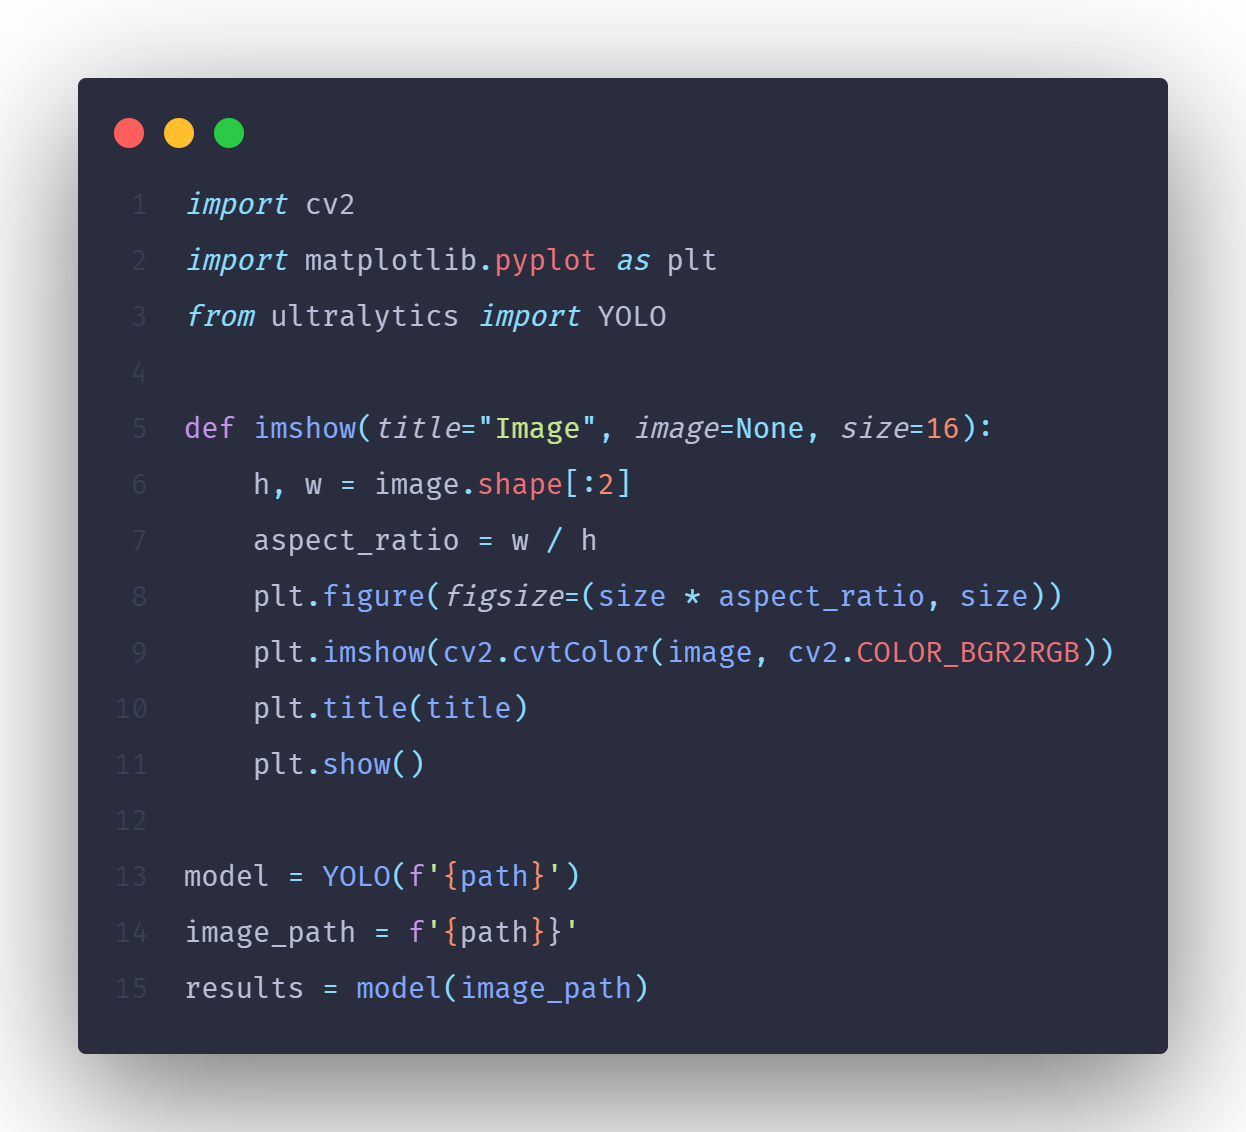 1 import cv2
2 import matplotlib.pyplot as plt
3 from ultralytics import YOLO
4
5 def imshow(title="Image", image=None, size=16):
6     h, w = image.shape[:2]
7     aspect_ratio = w / h
8     plt.figure(figsize=(size * aspect_ratio, size))
9     plt.imshow(cv2.cvtColor(image, cv2.COLOR_BGR2RGB))
10     plt.title(title)
11     plt.show()
12
13 model = YOLO(f'{path}')
14 image_path = f'{path}}'
15 results = model(image_path)